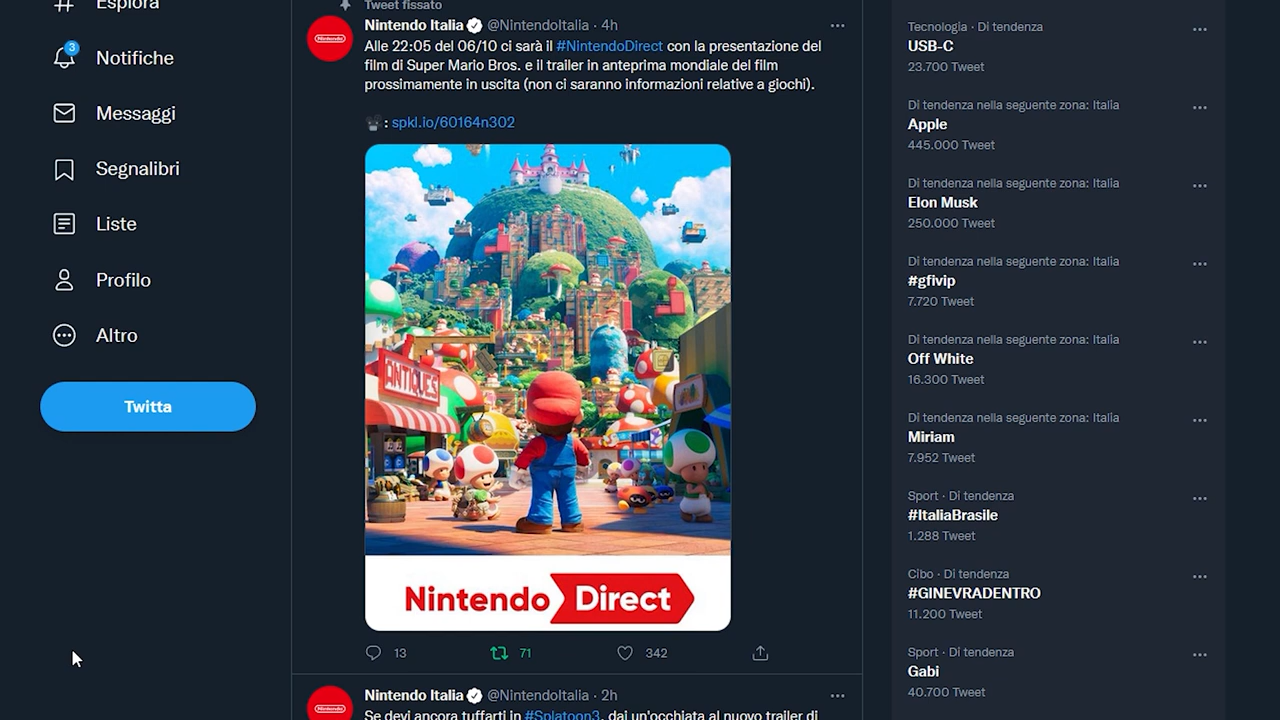 Esplora
Notifiche
3
Messaggi
Segnalibri
Liste
Profilo
Altro
Twitta
Tweet fissato
Nintendo Italia @NintendoItalia · 4h
Alle 22:05 del 06/10 ci sarà il #NintendoDirect con la presentazione del
film di Super Mario Bros. e il trailer in anteprima mondiale del film
prossimamente in uscita (non ci saranno informazioni relative a giochi).
: spkl.io/60164n302
ANTIQUES
Nintendo Direct
13
71
342
Nintendo Italia @NintendoItalia · 2h
Se devi ancora tuffarti in #Splatoon3, dai un'occhiata al nuovo trailer di
Tecnologia · Di tendenza
USB-C
23.700 Tweet
Di tendenza nella seguente zona: Italia
Apple
445.000 Tweet
Di tendenza nella seguente zona: Italia
Elon Musk
250.000 Tweet
Di tendenza nella seguente zona: Italia
#gfivip
7.720 Tweet
Di tendenza nella seguente zona: Italia
Off White
16.300 Tweet
Di tendenza nella seguente zona: Italia
Miriam
7.952 Tweet
Sport · Di tendenza
#ItaliaBrasile
1.288 Tweet
Cibo · Di tendenza
#GINEVRADENTRO
11.200 Tweet
Sport · Di tendenza
Gabi
40.700 Tweet